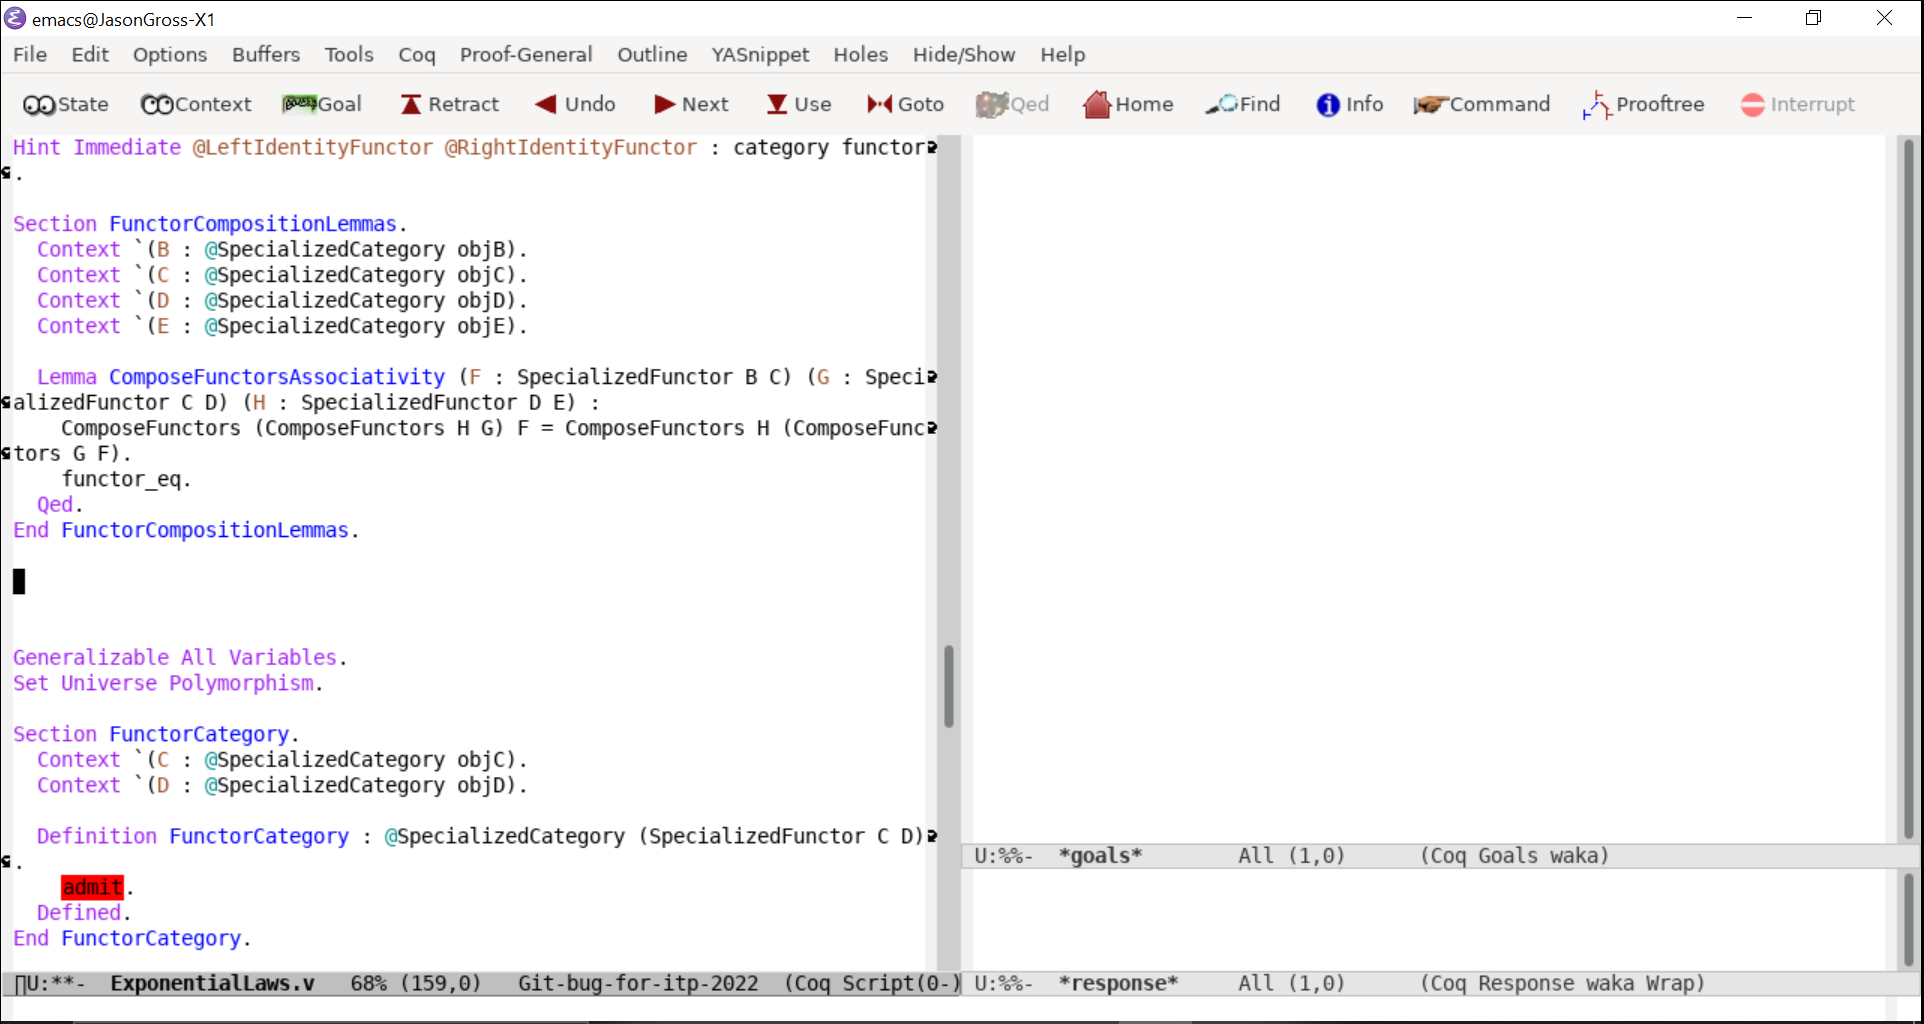 emacs@JasonGross-X1
File Edit Options Buffers Tools Coq Proof-General Outline YASnippet Holes Hide/Show Help
State Context Goal Retract Undo Next Use Goto Qed Home Find Info Command Prooftree Interrupt
Hint Immediate @LeftIdentityFunctor @RightIdentityFunctor : category functor
.
Section FunctorCompositionLemmas.
  Context `(B : @SpecializedCategory objB).
  Context `(C : @SpecializedCategory objC).
  Context `(D : @SpecializedCategory objD).
  Context `(E : @SpecializedCategory objE).
  Lemma ComposeFunctorsAssociativity (F : SpecializedFunctor B C) (G : Speci
alizedFunctor C D) (H : SpecializedFunctor D E) :
    ComposeFunctors (ComposeFunctors H G) F = ComposeFunctors H (ComposeFunc
tors G F).
    functor_eq.
  Qed.
End FunctorCompositionLemmas.
Generalizable All Variables.
Set Universe Polymorphism.
Section FunctorCategory.
  Context `(C : @SpecializedCategory objC).
  Context `(D : @SpecializedCategory objD).
  Definition FunctorCategory : @SpecializedCategory (SpecializedFunctor C D)
.
    admit.
  Defined.
End FunctorCategory.
U:**-  ExponentialLaws.v   68% (159,0)   Git-bug-for-itp-2022  (Coq Script(0-)
U:%%-  *goals*        All (1,0)      (Coq Goals waka)
U:%%-  *response*     All (1,0)      (Coq Response waka Wrap)